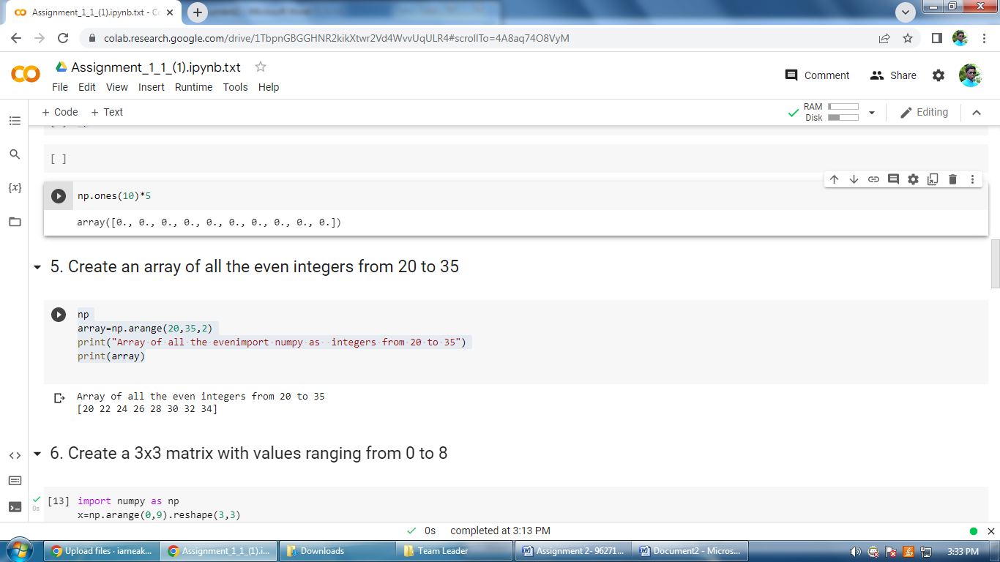 Assignment_1_1_(1).ipynb.txt - Co
colab.research.google.com/drive/1TbpnGBGGHNR2kikXtwr2Vd4WvvUqULR4#scrollTo=4A8aq74O8VyM
Assignment_1_1_(1).ipynb.txt
Comment
Share
File Edit View Insert Runtime Tools Help
+ Code + Text
RAM
Disk
Editing
[ ]
np.ones(10)*5
array([0., 0., 0., 0., 0., 0., 0., 0., 0., 0.])
5. Create an array of all the even integers from 20 to 35
np
array=np.arange(20,35,2)
print("Array of all the evenimport numpy as  integers from 20 to 35")
print(array)
Array of all the even integers from 20 to 35
[20 22 24 26 28 30 32 34]
6. Create a 3x3 matrix with values ranging from 0 to 8
[13] import numpy as np
0s
x=np.arange(0,9).reshape(3,3)
0s completed at 3:13 PM
Upload files · iameak...
Assignment_1_1_(1).i...
Downloads
Team Leader
Assignment 2- 96271...
Document2 - Micros...
3:33 PM